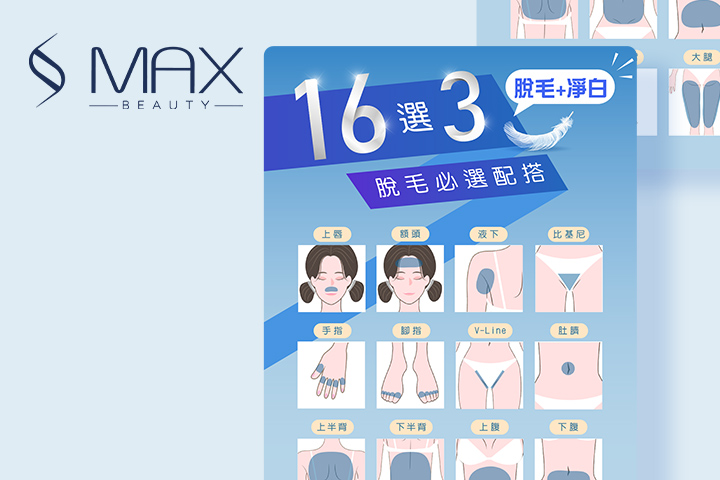 MAX
BEAUTY
16選3
脫毛+淨白
脫毛必選配搭
大腿
上唇
額頭
液下
比基尼
手指
腳指
V-Line
肚臍
上半背
下半背
上腹
下腹